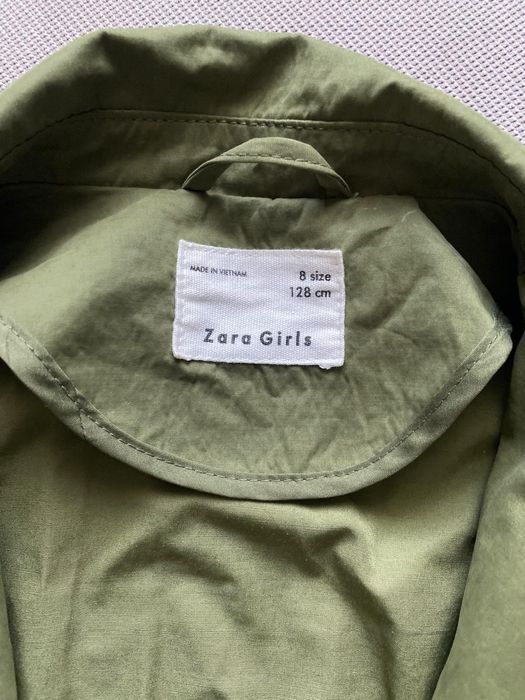 MADE IN VIETNAM
8 size
128 cm
Zara Girls